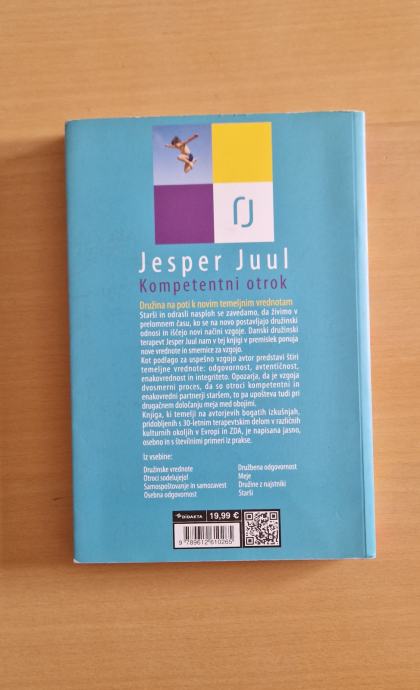 Jesper Juul
Kompetentni otrok
Družina na poti k novim temeljnim vrednotam
Starši in odrasli nasploh se zavedamo, da živimo v
prelomnem času, ko se na novo postavljajo družinski
odnosi in iščejo novi načini vzgoje. Danski družinski
terapevt Jesper Juul nam v tej knjigi v premislek ponuja
nove vrednote in smernice za vzgojo.
Kot podlago za uspešno vzgojo avtor predstavi štiri
temeljne vrednote: odgovornost, avtentičnost,
enakovrednost in integriteto. Opozarja, da je vzgoja
dvosmerni proces, da so otroci kompetentni in
enakovredni partnerji staršem, to pa upošteva tudi pri
drugačnem določanju meja med obojimi.
Knjiga, ki temelji na avtorjevih bogatih izkušnjah,
pridobljenih s 30-letnim terapevtskim delom v različnih
kulturnih okoljih v Evropi in ZDA, je napisana jasno,
osebno in s številnimi primeri iz prakse.
Iz vsebine:
Družinske vrednote
Otroci sodelujejo!
Samospoštovanje in samozavest
Osebna odgovornost
Družbena odgovornost
Meje
Družine z najstniki
Starši
DIDAKTA
19,99 €
9 789612 610265